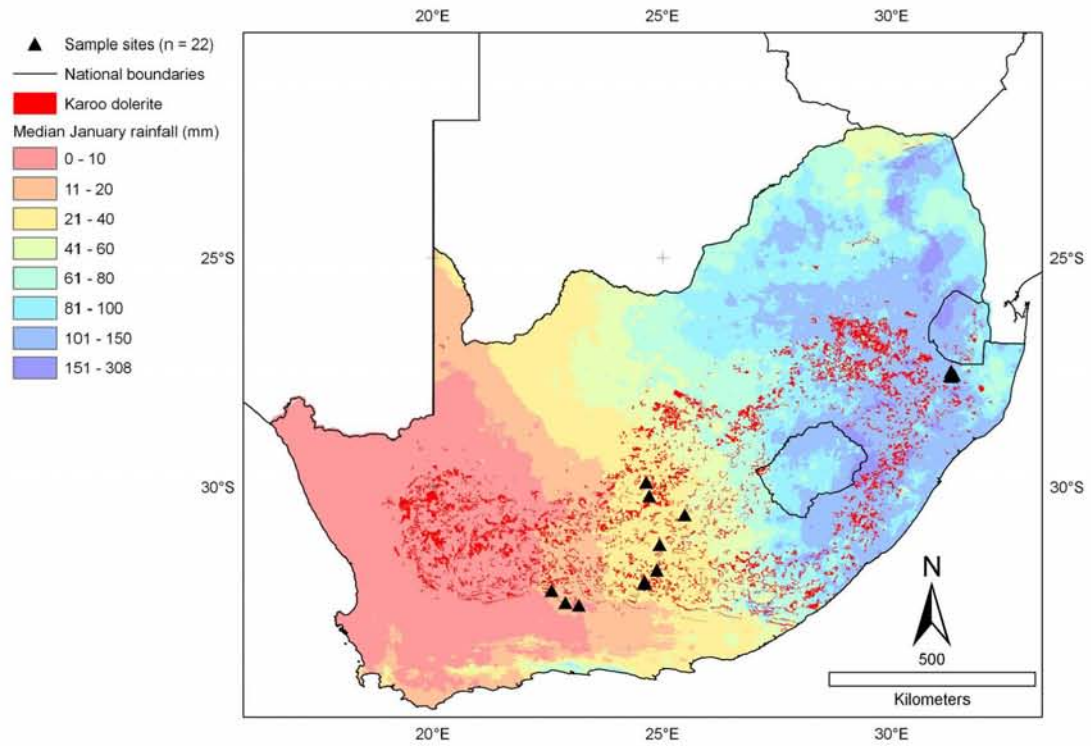 20°E 25°E 30°E
Sample sites (n = 22)
National boundaries
Karoo dolerite
Median January rainfall (mm)
0 - 10
11 - 20
21 - 40
41 - 60
61 - 80
81 - 100
101 - 150
151 - 308
25°S 25°S
30°S 30°S
N
500
Kilometers
20°E 25°E 30°E